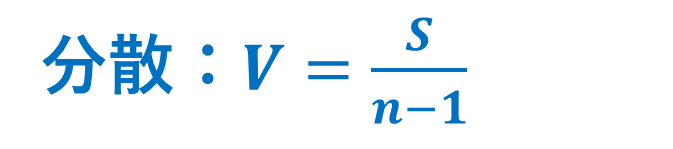 分散：V = S/(n−1)